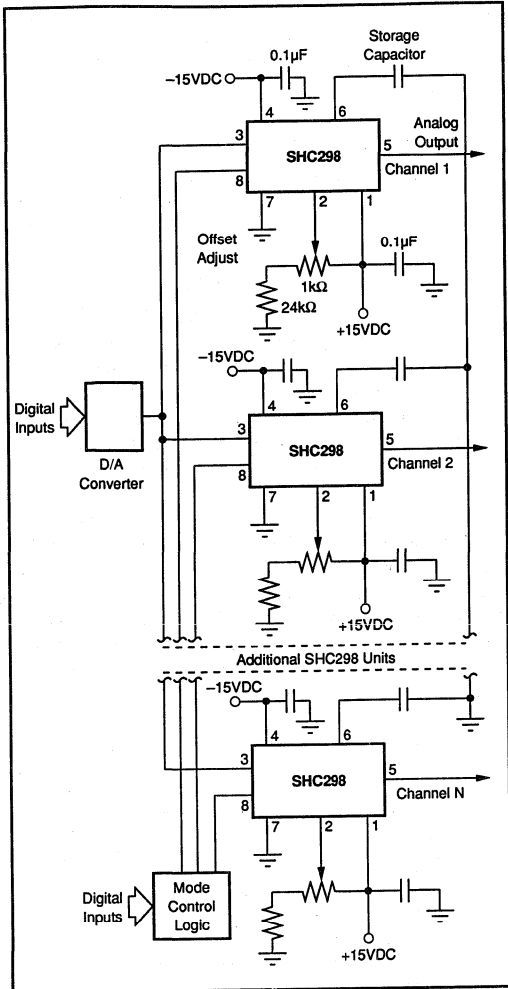 Storage
Capacitor
0.1µF
–15VDC
4
6
3
8
SHC298
5
Analog
Output
Channel 1
7
2
1
Offset
Adjust
0.1µF
1kΩ
24kΩ
+15VDC
–15VDC
4
6
Digital
Inputs
D/A
Converter
3
8
SHC298
5
Channel 2
7
2
1
+15VDC
Additional SHC298 Units
–15VDC
4
6
3
8
SHC298
5
Channel N
7
2
1
Digital
Inputs
Mode
Control
Logic
+15VDC